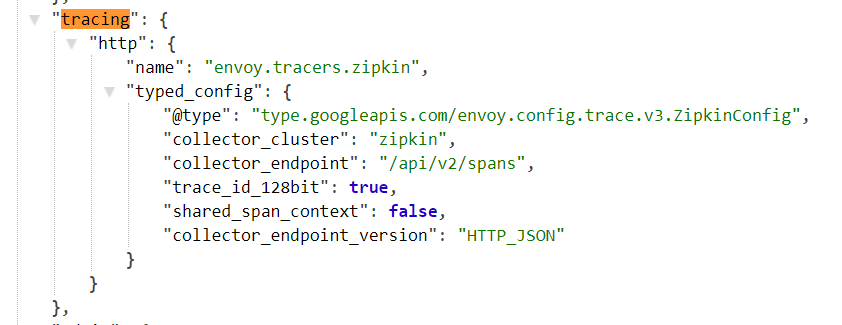 "tracing": {
"http": {
"name": "envoy.tracers.zipkin",
"typed_config": {
"@type": "type.googleapis.com/envoy.config.trace.v3.ZipkinConfig",
"collector_cluster": "zipkin",
"collector_endpoint": "/api/v2/spans",
"trace_id_128bit": true,
"shared_span_context": false,
"collector_endpoint_version": "HTTP_JSON"
}
}
},